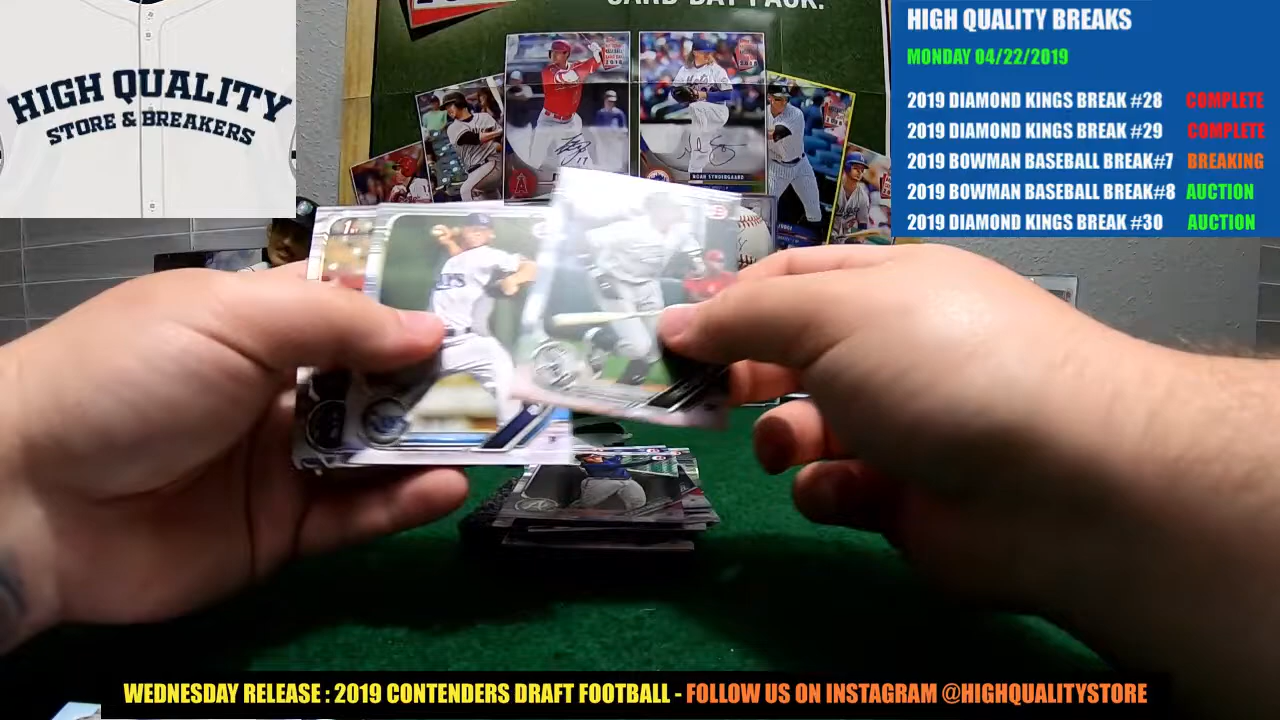 CARD DAY PACK.
HIGH QUALITY
STORE & BREAKERS
HIGH QUALITY BREAKS
MONDAY 04/22/2019
2019 DIAMOND KINGS BREAK #28 COMPLETE
2019 DIAMOND KINGS BREAK #29 COMPLETE
2019 BOWMAN BASEBALL BREAK#7 BREAKING
2019 BOWMAN BASEBALL BREAK#8 AUCTION
2019 DIAMOND KINGS BREAK #30 AUCTION
NOAH SYNDERGAARD
WEDNESDAY RELEASE : 2019 CONTENDERS DRAFT FOOTBALL - FOLLOW US ON INSTAGRAM @HIGHQUALITYSTORE